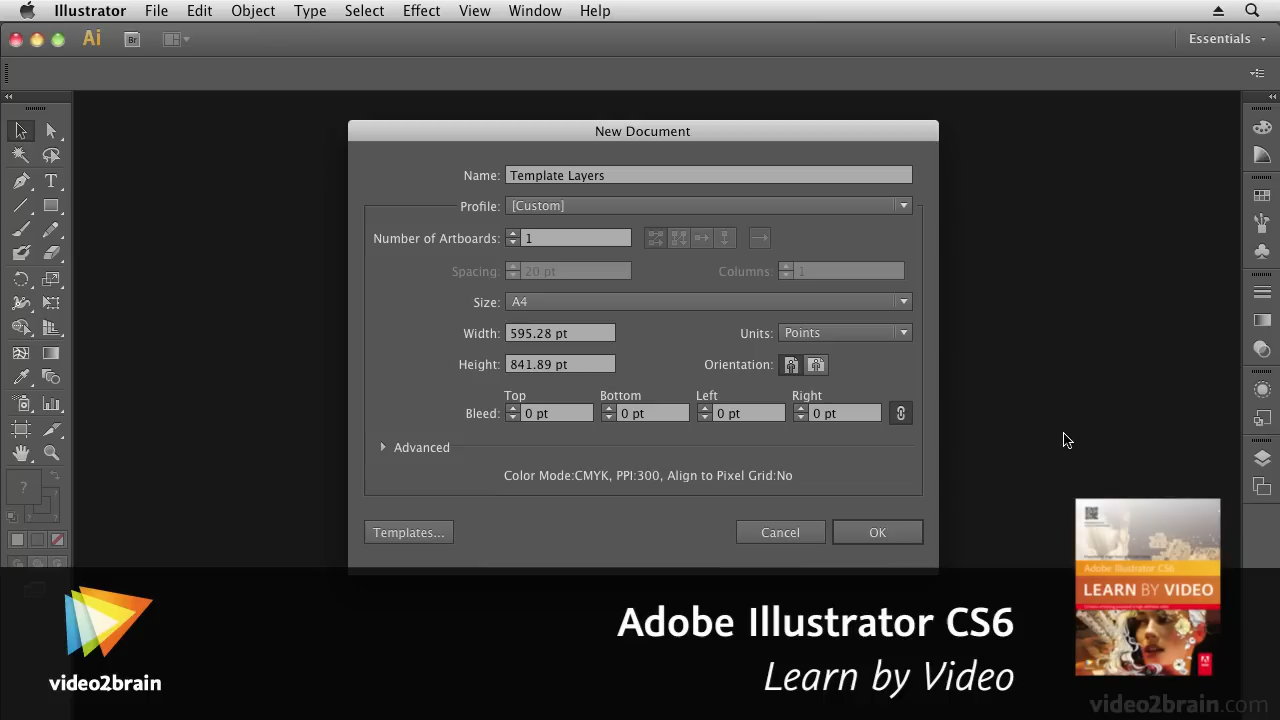 Illustrator File Edit Object Type Select Effect View Window Help
Ai Br Essentials
New Document
Name: Template Layers
Profile: [Custom]
Number of Artboards: 1
Spacing: 20 pt Columns: 1
Size: A4
Width: 595.28 pt Units: Points
Height: 841.89 pt Orientation:
Top Bottom Left Right
Bleed: 0 pt 0 pt 0 pt 0 pt
Advanced
Color Mode:CMYK, PPI:300, Align to Pixel Grid:No
Templates... Cancel OK
?
T
Adobe Illustrator CS6
LEARN BY VIDEO
Adobe Illustrator CS6
Learn by Video
video2brain
video2brain.com